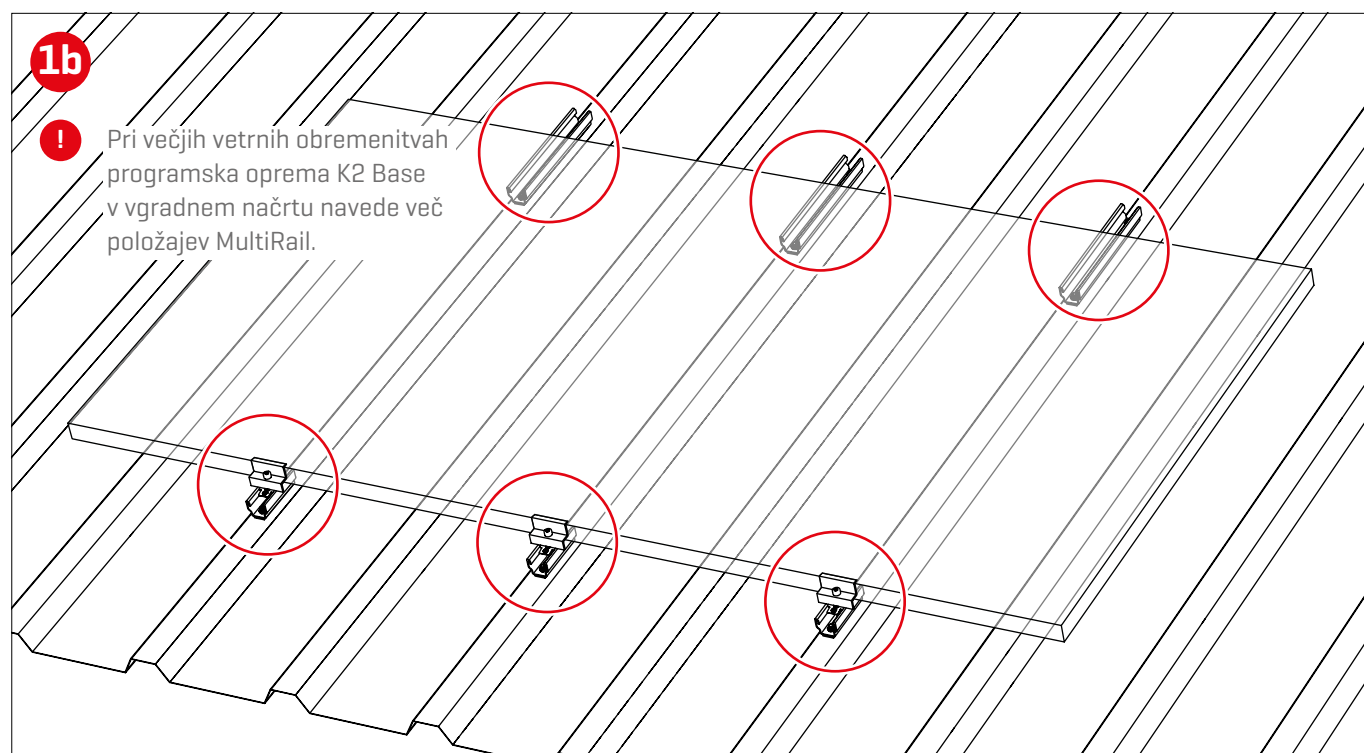 1b
! Pri večjih vetrnih obremenitvah
programska oprema K2 Base
v vgradnem načrtu navede več
položajev MultiRail.